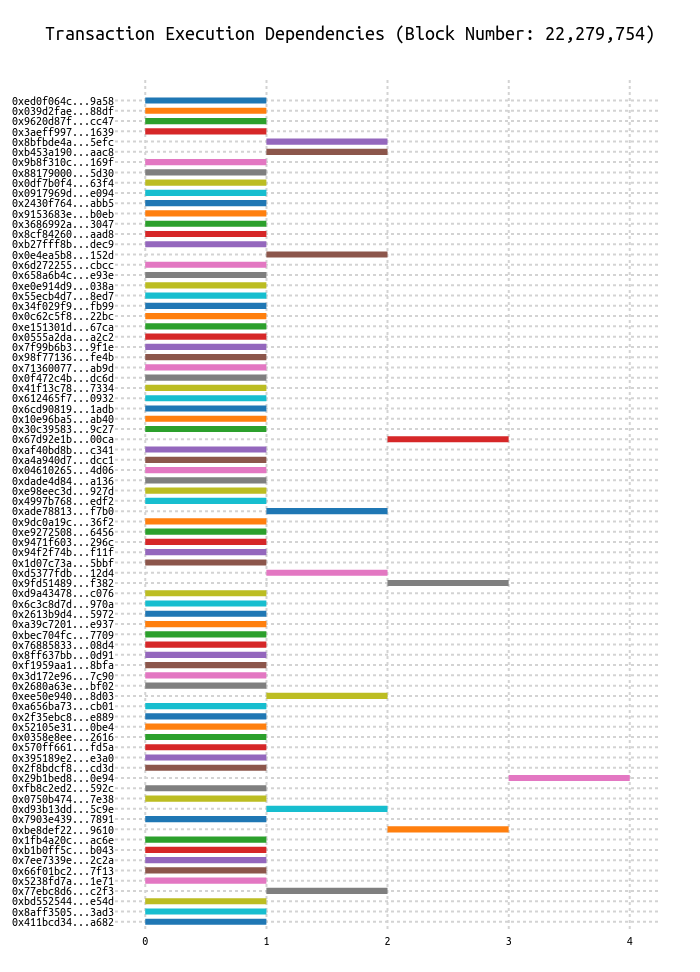 Transaction Execution Dependencies (Block Number: 22,279,754)
0xed0f064c...9a58
0x039d2fae...88df
0x9620d87f...cc47
0x3aeff997...1639
0x8bfbde4a...5efc
0xb453a190...aac8
0x9b8f310c...169f
0x88179000...5d30
0x0df7b0f4...63f4
0x0917969d...e094
0x2430f764...abb5
0x9153683e...b0eb
0x3686992a...3047
0x8cf84260...aad8
0xb27fff8b...dec9
0x0e4ea5b8...152d
0x6d272255...cbcc
0x658a6b4c...e93e
0xe0e914d9...038a
0x55ecb4d7...8ed7
0x34f029f9...fb99
0x0c62c5f8...22bc
0xe151301d...67ca
0x0555a2da...a2c2
0x7f99b6b3...9f1e
0x98f77136...fe4b
0x71360077...ab9d
0x0f472c4b...dc6d
0x41f13c78...7334
0x612465f7...0932
0x6cd90819...1adb
0x10e96ba5...ab40
0x30c39583...9c27
0x67d92e1b...00ca
0xaf40bd8b...c341
0xa4a940d7...dcc1
0x04610265...4d06
0xdade4d84...a136
0xe98eec3d...927d
0x4997b768...edf2
0xade78813...f7b0
0x9dc0a19c...36f2
0xe9272508...6456
0x9471f603...296c
0x94f2f74b...f11f
0x1d07c73a...5bbf
0xd5377fdb...12d4
0x9fd51489...f382
0xd9a43478...c076
0x6c3c8d7d...970a
0x2613b9d4...5972
0xa39c7201...e937
0xbec704fc...7709
0x76885833...08d4
0x8ff637bb...0d91
0xf1959aa1...8bfa
0x3d172e96...7c90
0x2680a63e...bf02
0xee50e940...8d03
0xa656ba73...cb01
0x2f35ebc8...e889
0x52105e31...0be4
0x0358e8ee...2616
0x570ff661...fd5a
0x395189e2...e3a0
0x2f8bdcf8...cd3d
0x29b1bed8...0e94
0xfb8c2ed2...592c
0x0750b474...7e38
0xd93b13dd...5c9e
0x7903e439...7891
0xbe8def22...9610
0x1fb4a20c...ac6e
0xb1b0ff5c...b043
0x7ee7339e...2c2a
0x66f01bc2...7f13
0x5238fd7a...1e71
0x77ebc8d6...c2f3
0xbd552544...e54d
0x8aff3505...3ad3
0x411bcd34...a682
0 1 2 3 4